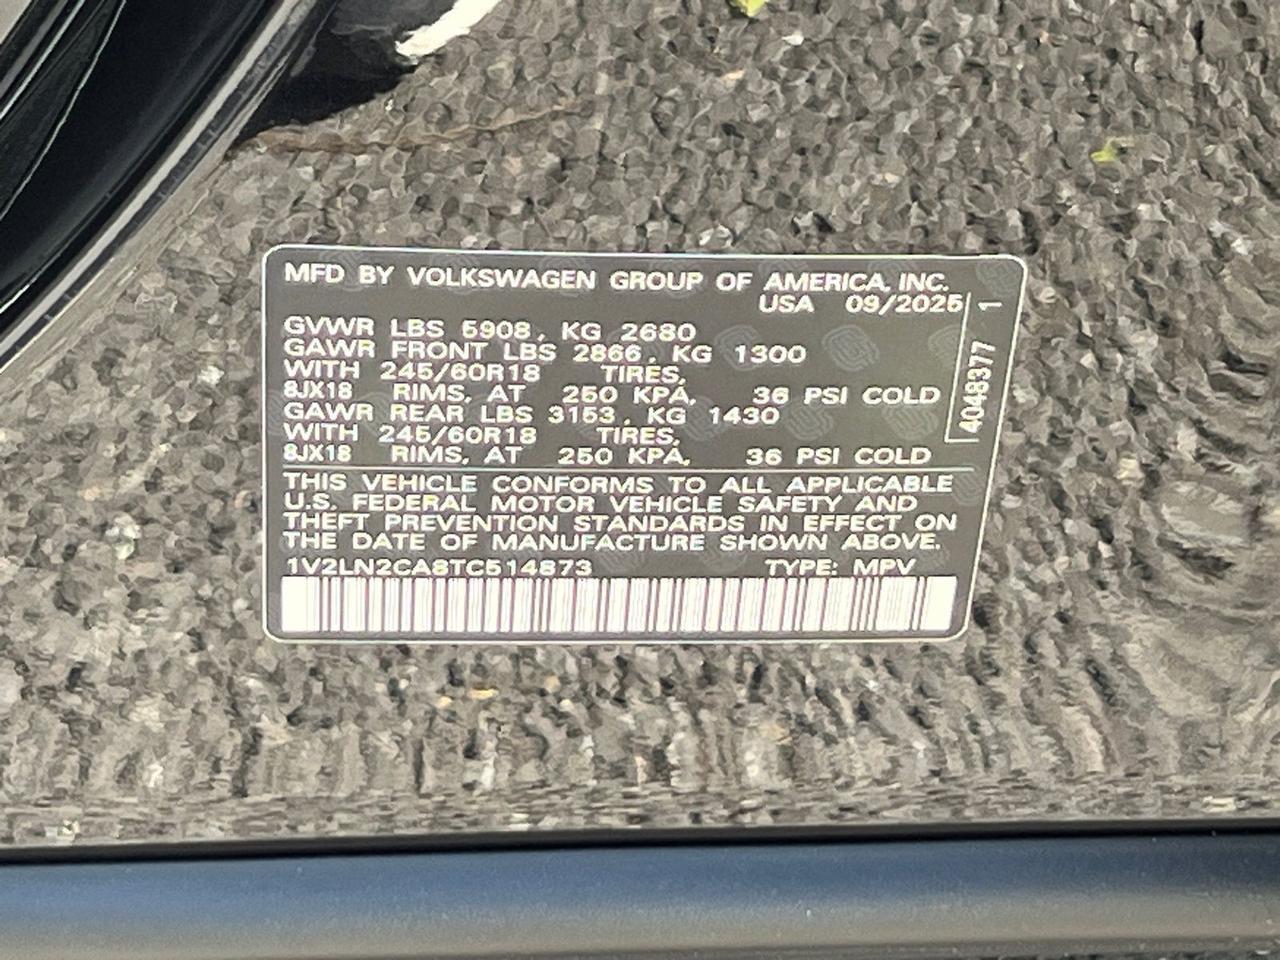 MFD BY VOLKSWAGEN GROUP OF AMERICA, INC.
USA 09/2025
GVWR LBS 5908, KG 2680
GAWR FRONT LBS 2866, KG 1300
WITH 245/60R18 TIRES,
8JX18 RIMS, AT 250 KPA, 36 PSI COLD
GAWR REAR LBS 3153, KG 1430
WITH 245/60R18 TIRES,
8JX18 RIMS, AT 250 KPA, 36 PSI COLD
4048377 1
THIS VEHICLE CONFORMS TO ALL APPLICABLE
U.S. FEDERAL MOTOR VEHICLE SAFETY AND
THEFT PREVENTION STANDARDS IN EFFECT ON
THE DATE OF MANUFACTURE SHOWN ABOVE.
1V2LN2CA8TC514873 TYPE: MPV